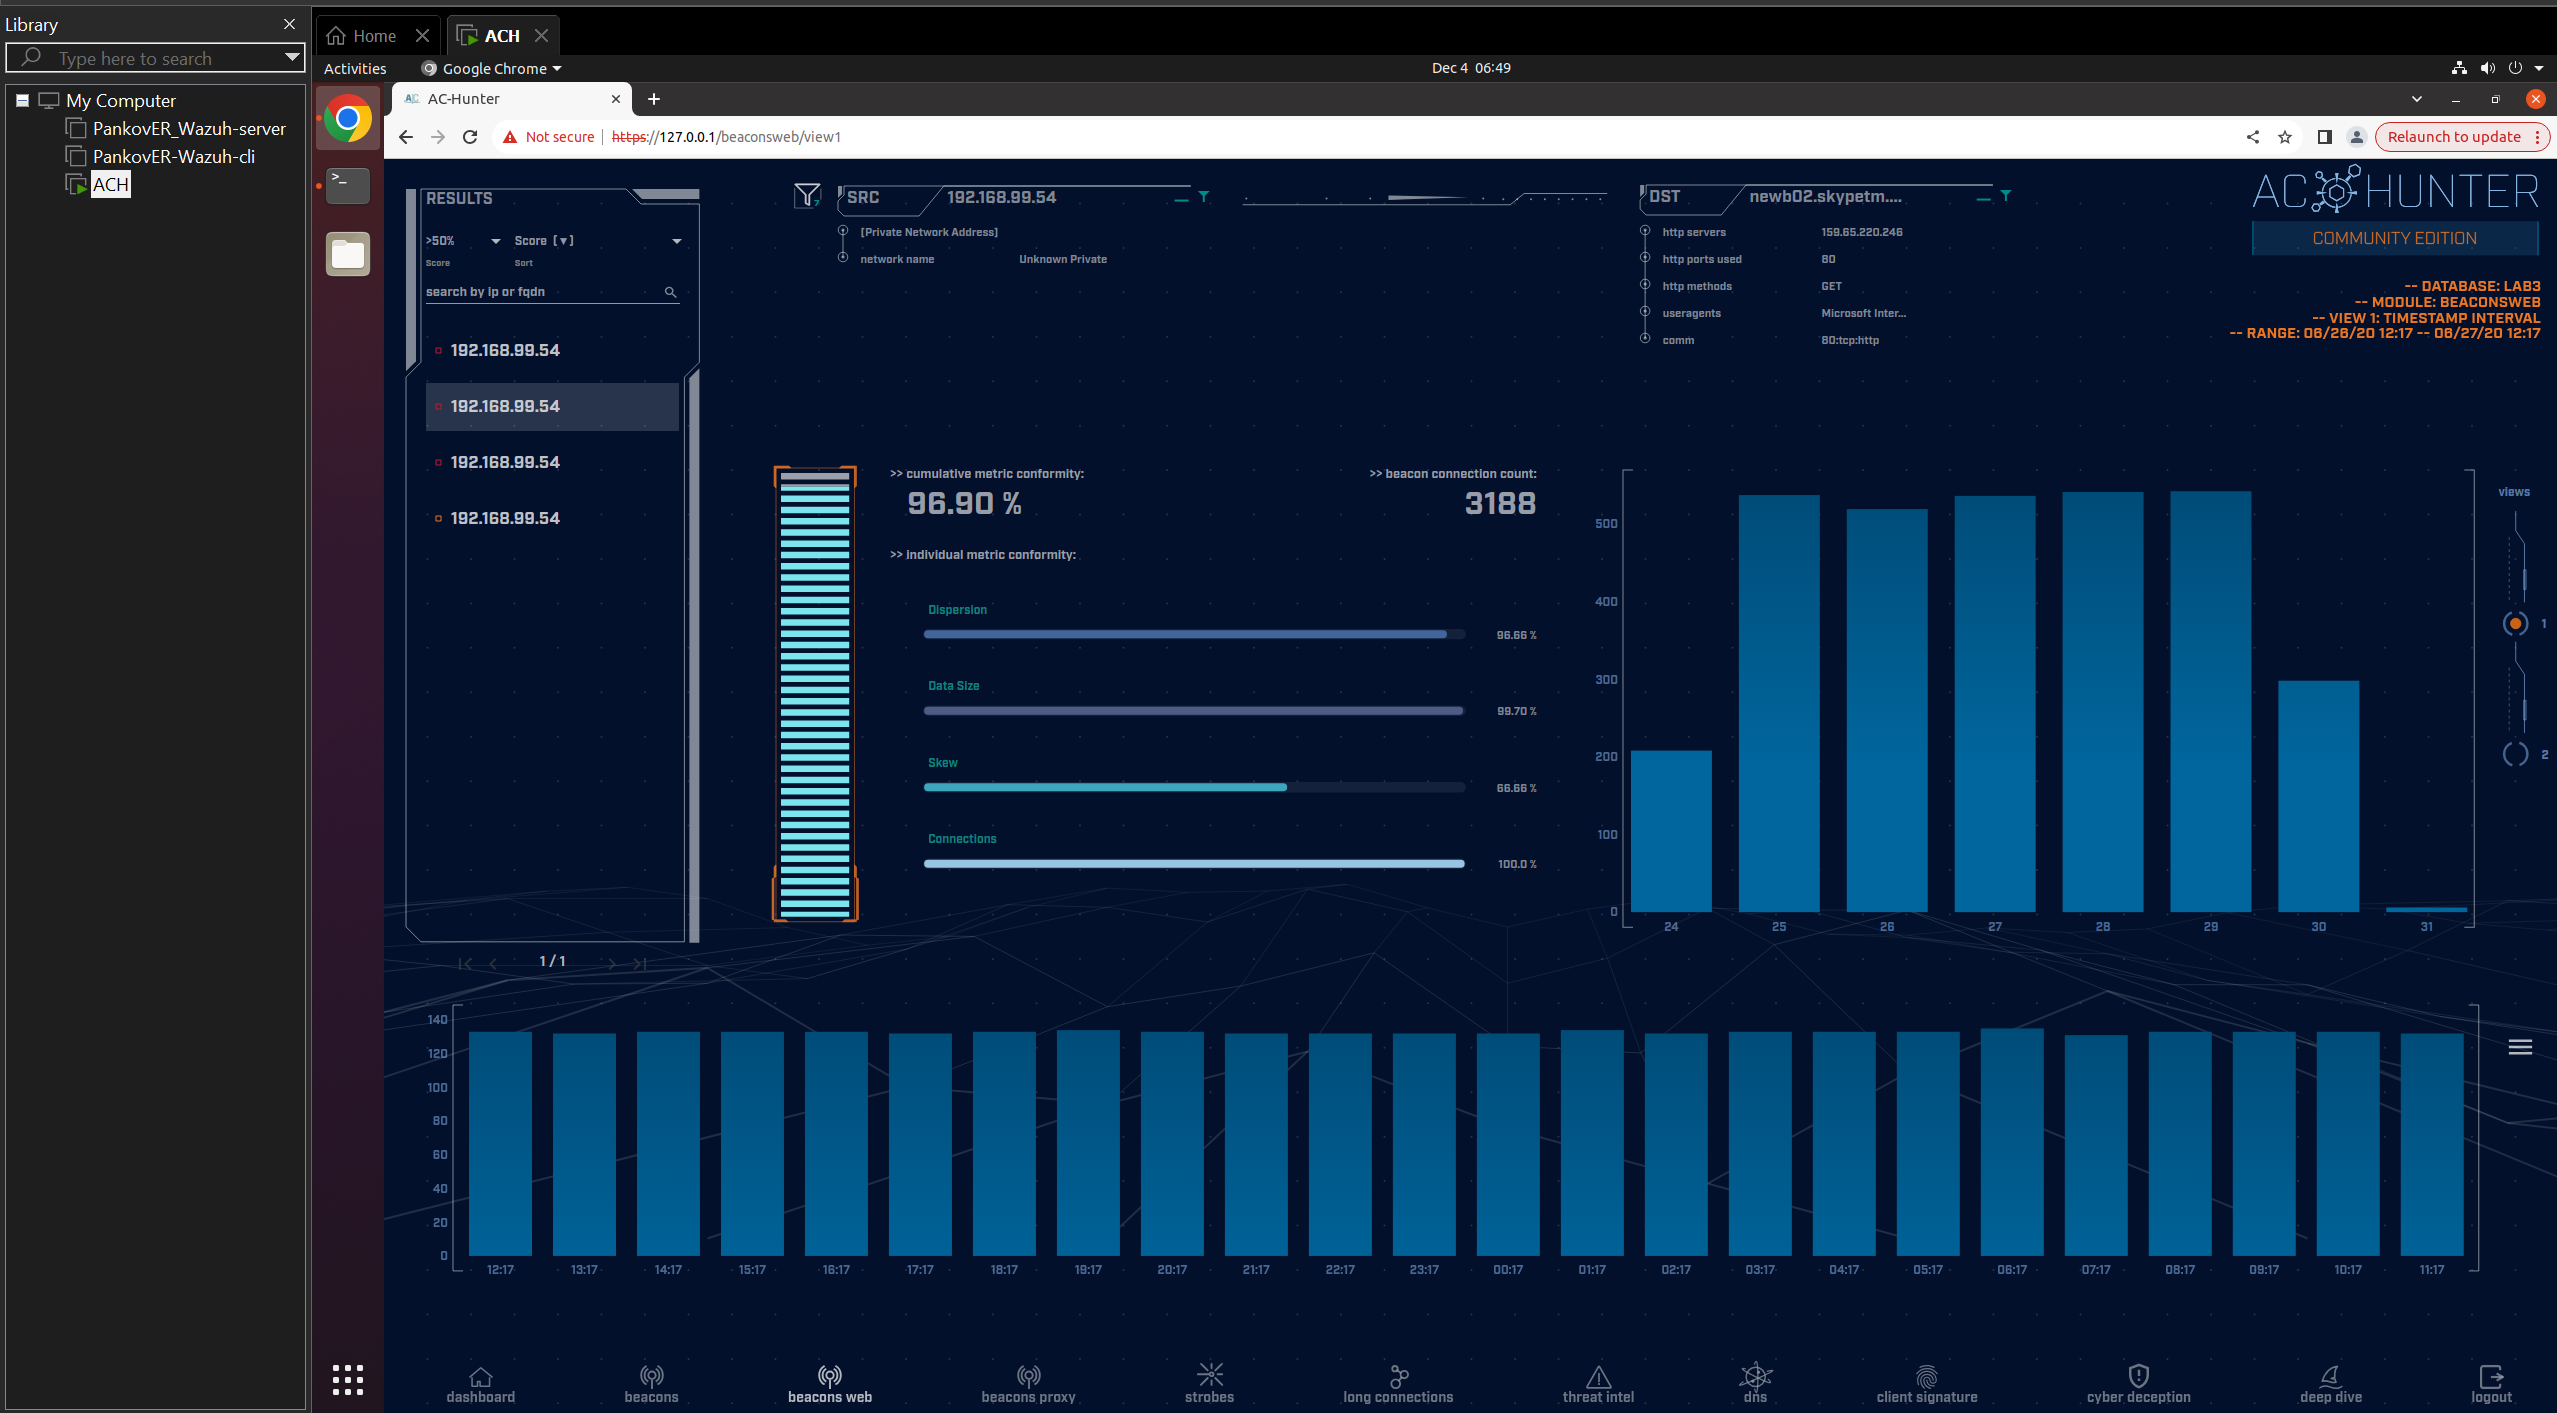 Library
Type here to search
My Computer
PankovER_Wazuh-server
PankovER-Wazuh-cli
ACH
Home
ACH
Activities
Google Chrome
Dec 4 06:49
AC AC-Hunter
Not secure https://127.0.0.1/beaconsweb/view1
Relaunch to update
RESULTS
>50%
Score [▼]
Score
Sort
search by ip or fqdn
192.168.99.54
192.168.99.54
192.168.99.54
192.168.99.54
1 / 1
7
SRC 192.168.99.54
[Private Network Address]
network name Unknown Private
DST newb02.skypetm....
http servers 159.65.220.246
http ports used 80
http methods GET
useragents Microsoft Inter...
comm 80:tcp:http
AC HUNTER
COMMUNITY EDITION
-- DATABASE: LAB3
-- MODULE: BEACONSWEB
-- VIEW 1: TIMESTAMP INTERVAL
-- RANGE: 06/26/20 12:17 -- 06/27/20 12:17
>> cumulative metric conformity:
96.90 %
>> beacon connection count:
3188
>> individual metric conformity:
Dispersion
96.66 %
Data Size
99.70 %
Skew
66.66 %
Connections
100.0 %
500
400
300
200
100
0
24 25 26 27 28 29 30 31
views
1
2
140
120
100
80
60
40
20
0
12:17 13:17 14:17 15:17 16:17 17:17 18:17 19:17 20:17 21:17 22:17 23:17 00:17 01:17 02:17 03:17 04:17 05:17 06:17 07:17 08:17 09:17 10:17 11:17
dashboard beacons beacons web beacons proxy strobes long connections threat intel dns client signature cyber deception deep dive logout